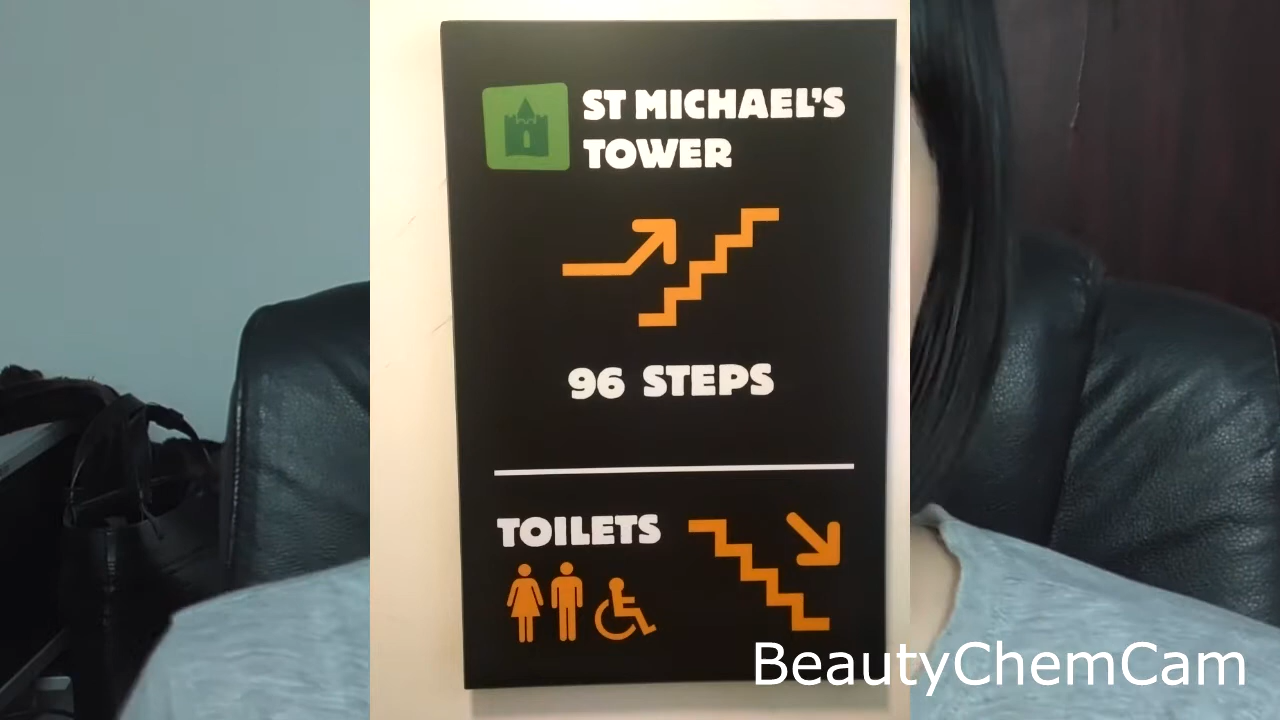 ST MICHAEL'S
TOWER
96 STEPS
TOILETS
BeautyChemCam